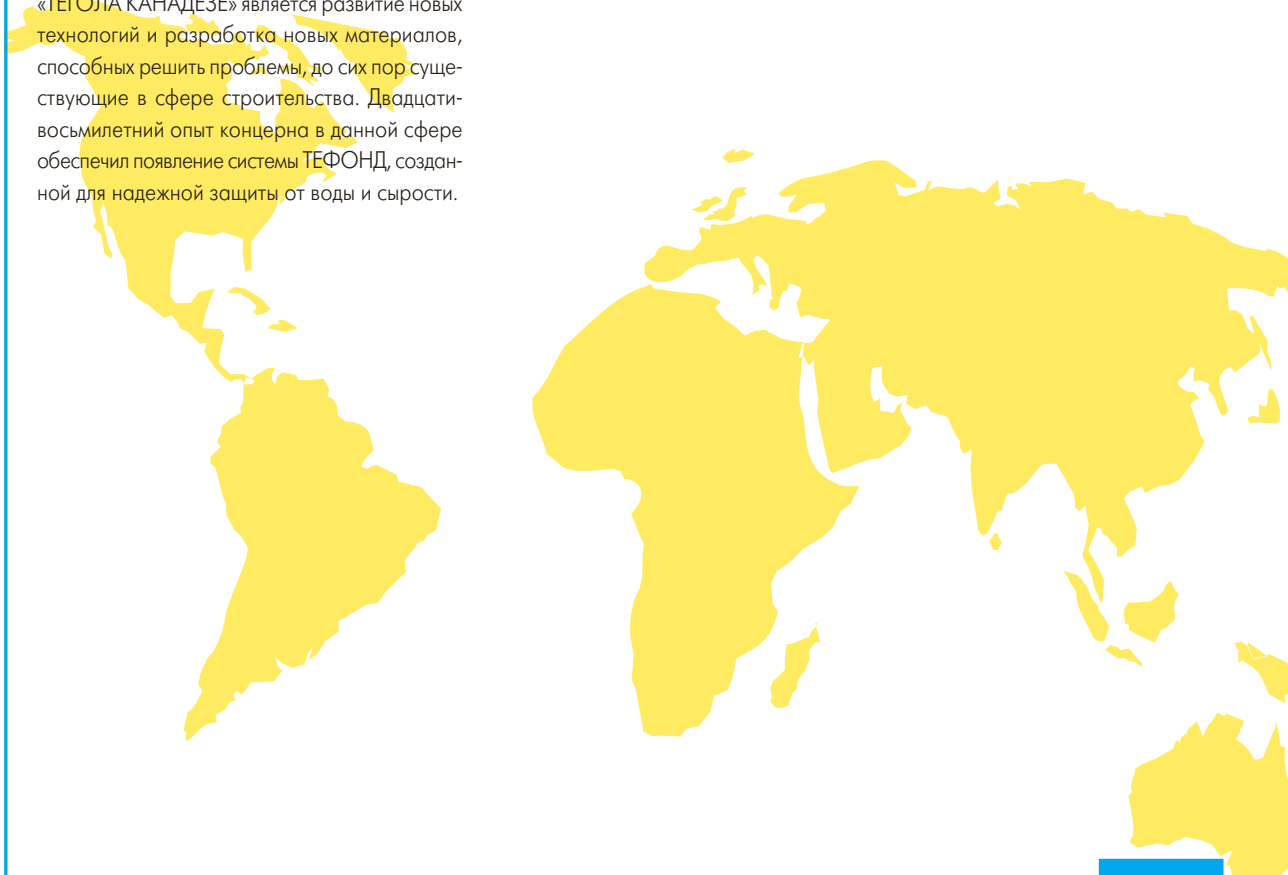 «ТЕГОЛА КАНАДЕЗЕ» является развитие новых
технологий и разработка новых материалов,
способных решить проблемы, до сих пор суще-
ствующие в сфере строительства. Двадцати-
восьмилетний опыт концерна в данной сфере
обеспечил появление системы ТЕФОНД, создан-
ной для надежной защиты от воды и сырости.